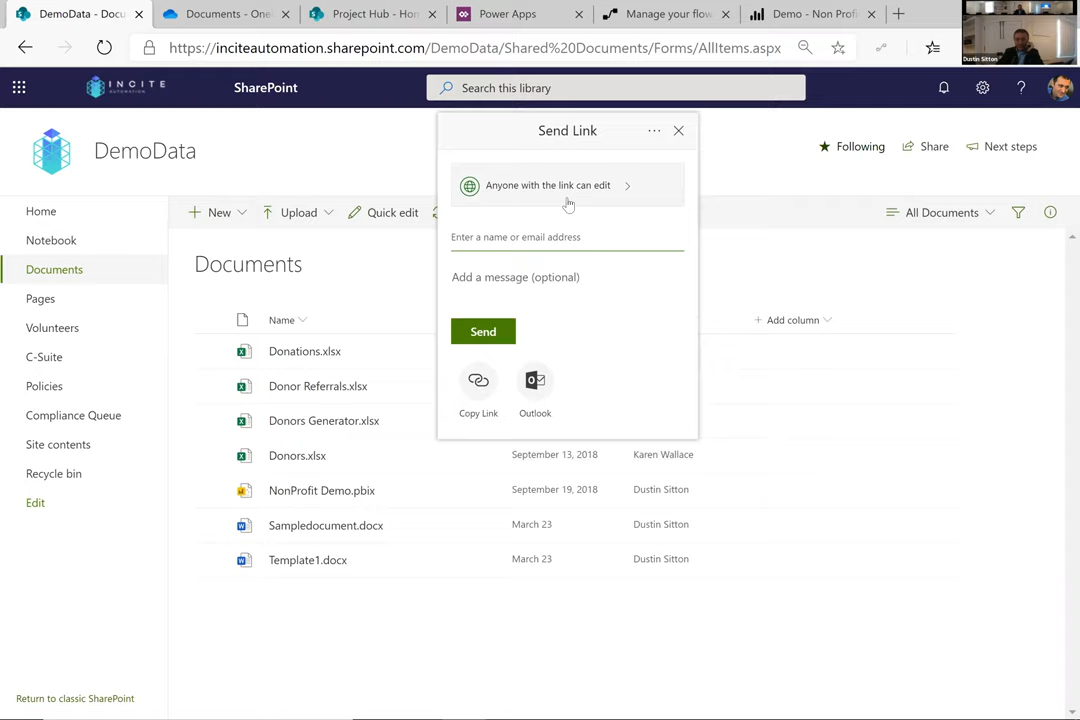 DemoData - Docu
Documents - One
Project Hub - Hon
Power Apps
Manage your flow
Demo - Non Profi
https://inciteautomation.sharepoint.com/DemoData/Shared%20Documents/Forms/AllItems.aspx
Dustin Sitton
INCITE
AUTOMATION
SharePoint
Search this library
?
DemoData
Following
Share
Next steps
Send Link
Anyone with the link can edit
Enter a name or email address
Add a message (optional)
Send
Copy Link
Outlook
Home
Notebook
Documents
Pages
Volunteers
C-Suite
Policies
Compliance Queue
Site contents
Recycle bin
Edit
Return to classic SharePoint
New
Upload
Quick edit
All Documents
Documents
Name
Add column
Donations.xlsx
Donor Referrals.xlsx
Donors Generator.xlsx
Donors.xlsx September 13, 2018 Karen Wallace
NonProfit Demo.pbix September 19, 2018 Dustin Sitton
Sampledocument.docx March 23 Dustin Sitton
Template1.docx March 23 Dustin Sitton